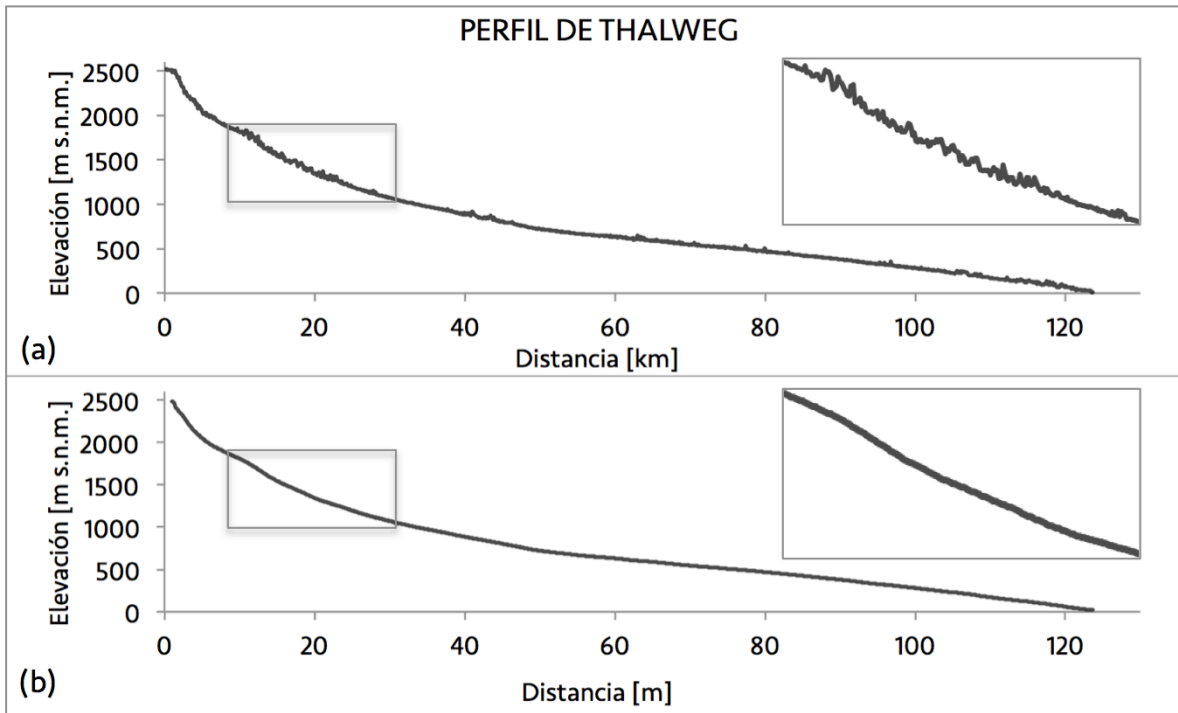 PERFIL DE THALWEG
Elevación [m s.n.m.]
2500
2000
1500
1000
500
0
0 20 40 60 80 100 120
Distancia [km]
(a)
Elevación [m s.n.m.]
2500
2000
1500
1000
500
0
0 20 40 60 80 100 120
Distancia [m]
(b)